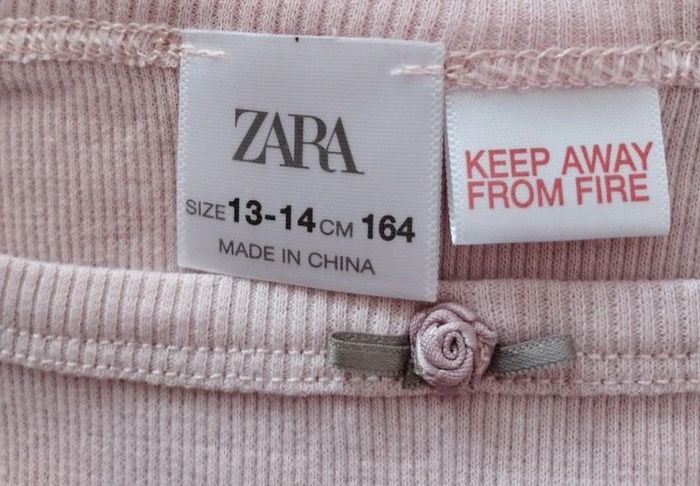 ZARA
SIZE 13-14 CM 164
MADE IN CHINA
KEEP AWAY
FROM FIRE